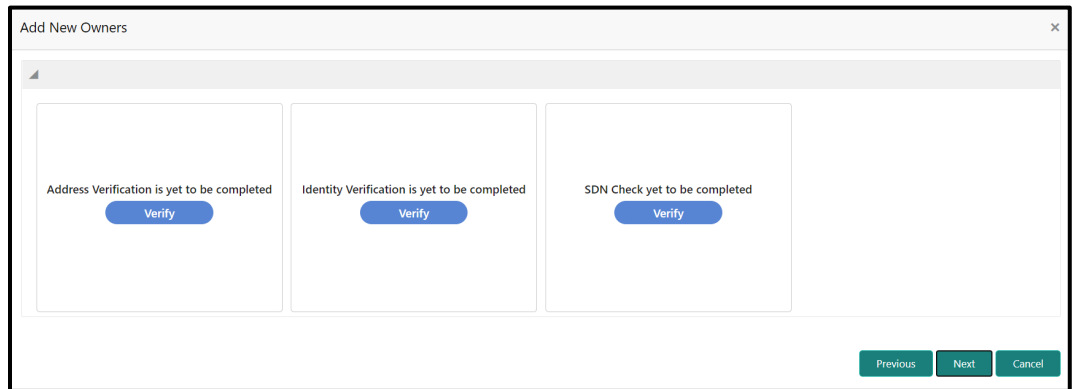 Add New Owners
×
Address Verification is yet to be completed
Verify
Identity Verification is yet to be completed
Verify
SDN Check yet to be completed
Verify
Previous
Next
Cancel